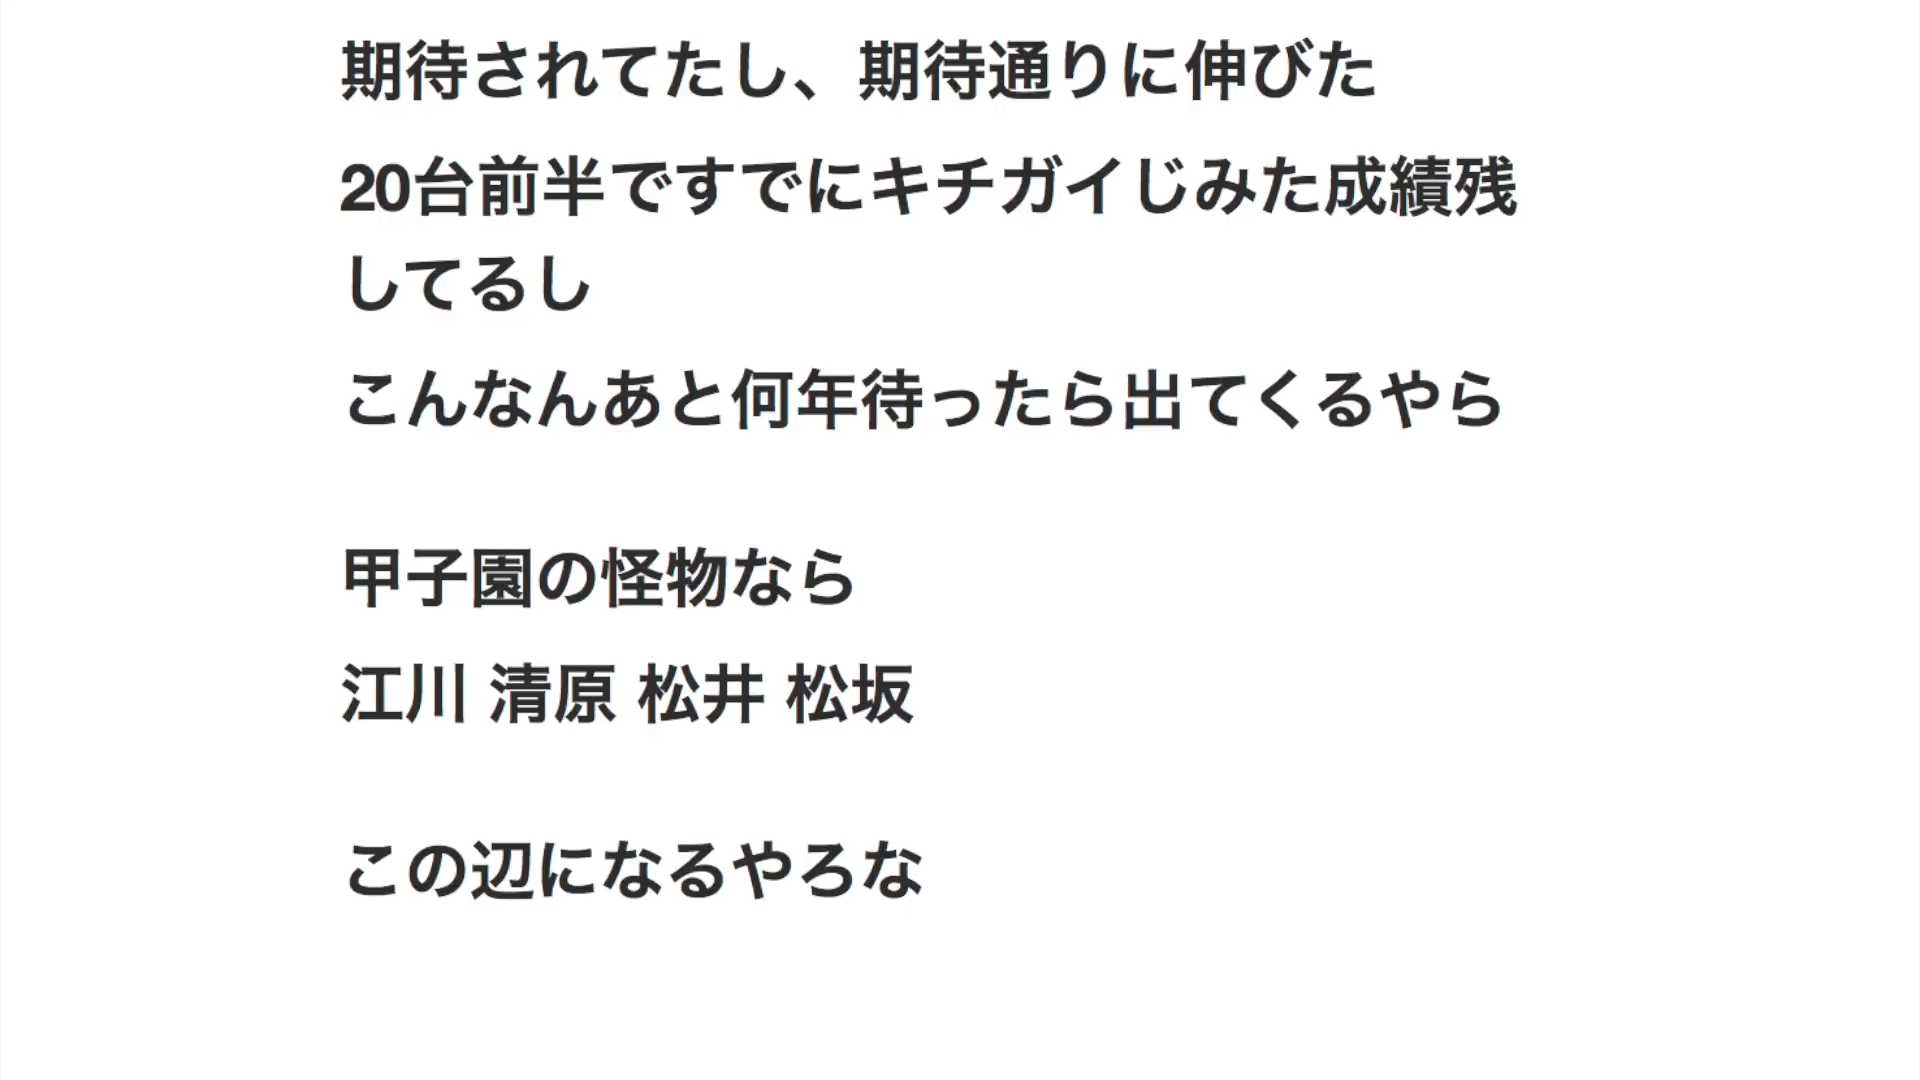 期待されてたし、期待通りに伸びた
20台前半ですでにキチガイじみた成績残
してるし
こんなんあと何年待ったら出てくるやら
甲子園の怪物なら
江川 清原 松井 松坂
この辺になるやろな